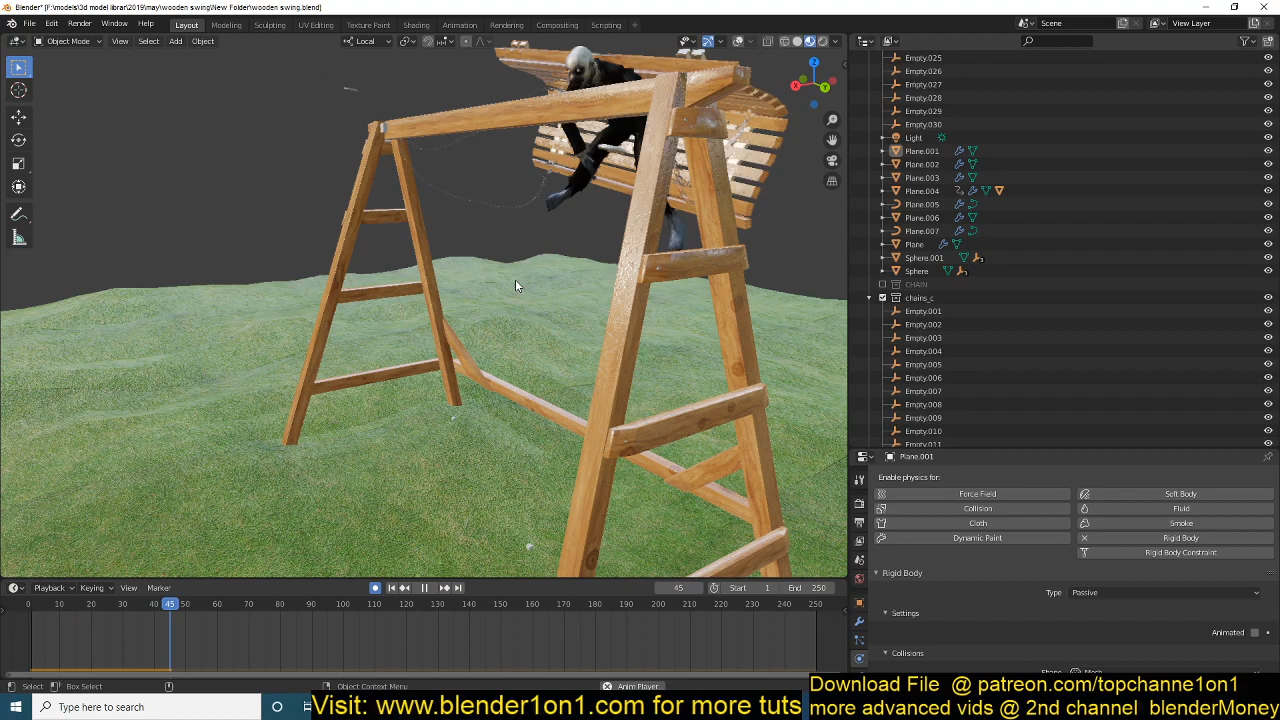 Blender* [F:\models\3d model librar\2019\may\wooden swing\New Folder\wooden swing.blend]
File Edit Render Window Help Layout Modeling Sculpting UV Editing Texture Paint Shading Animation Rendering Compositing Scripting + Scene View Layer
Object Mode View Select Add Object Local
Empty.025
Empty.026
Empty.027
Empty.028
Empty.029
Empty.030
Light
Plane.001
Plane.002
Plane.003
Plane.004
Plane.005
Plane.006
Plane.007
Plane
Sphere.001
Sphere
CHAIN
chains_c
Empty.001
Empty.002
Empty.003
Empty.004
Empty.005
Empty.006
Empty.007
Empty.008
Empty.009
Empty.010
Empty.011
X Y Z
Plane.001
Enable physics for:
Force Field Soft Body
Collision Fluid
Cloth Smoke
Dynamic Paint Rigid Body
Rigid Body Constraint
Rigid Body
Type Passive
Settings
Animated
Collisions
Shape Mesh
Playback Keying View Marker 45 Start 1 End 250
0 10 20 30 40 45 50 60 70 80 90 100 110 120 130 140 150 160 170 180 190 200 210 220 230 240 250
Select Box Select Object Context Menu Anim Player
Type here to search
Visit: www.blender1on1.com for more tuts
Download File @ patreon.com/topchanne1on1
more advanced vids @ 2nd channel blenderMoney